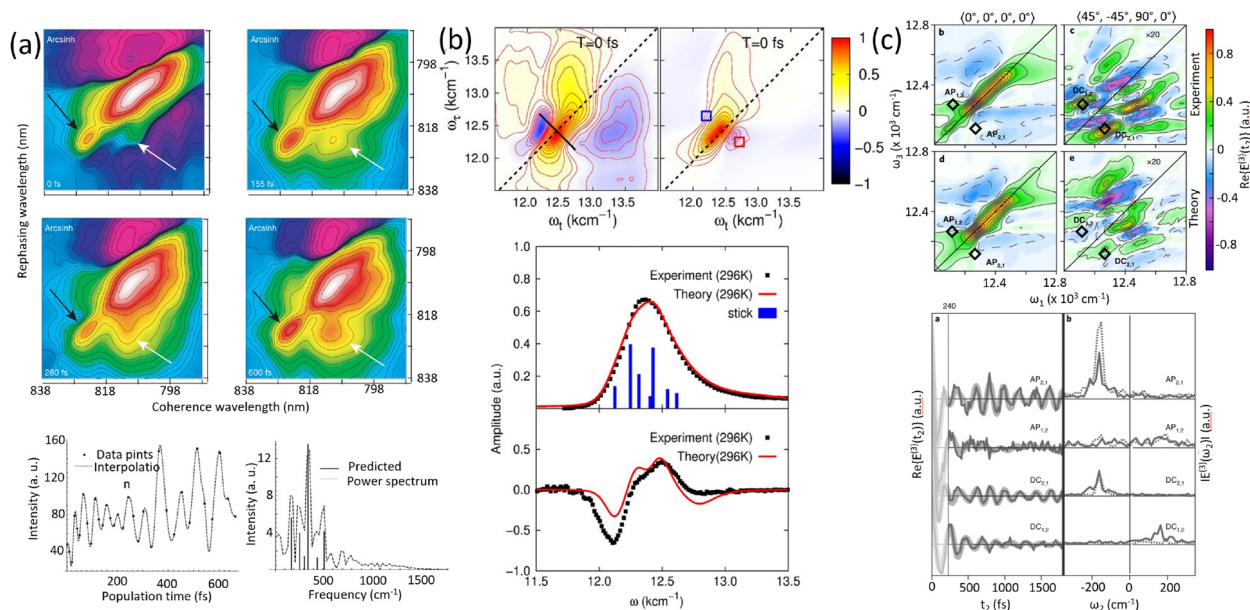 (a)
Arcsinh
0 fs
Arcsinh
155 fs
798
818
838
280 fs
600 fs
798
818
838
838
818
798
838
818
798
Rephasing wavelength (nm)
Coherence wavelength (nm)
Intensity (a. u.)
160
120
80
40
Data pints
Interpolatio
n
200
400
600
Population time (fs)
Intensity (a. u.)
12
8
4
Predicted
Power spectrum
500
1000
1500
Frequency (cm-1)
(b)
T=0 fs
T=0 fs
ωτ (kcm-1)
13.5
13.0
12.5
12.0
12.0
12.5
13.0
13.5
12.0
12.5
13.0
13.5
ωt (kcm-1)
ωt (kcm-1)
1
0.5
0
-0.5
-1
Amplitude (a.u.)
1.0
0.8
0.6
0.4
0.2
Experiment (296K)
Theory (296K)
stick
0.5
0.0
-0.5
-1.0
Experiment (296K)
Theory(296K)
11.5
12.0
12.5
13.0
13.5
ω (kcm-1)
(c)
⟨0°, 0°, 0°, 0°⟩
⟨45°, -45°, 90°, 0°⟩
12.8
12.4
b
AP1,2
AP2,1
c
×20
DC1,2
DC2,1
12.4
d
AP1,2
AP2,1
e
×20
DC1,2
DC2,1
12.4
12.8
12.4
12.8
ω3 (x 10³ cm-1)
ω1 (x 10³ cm-1)
Experiment
Theory
0.8
0.4
0
-0.4
-0.8
Re{E(3)(t2)} (a.u.)
240
a
b
AP2,1
AP2,1
AP1,2
AP1,2
DC2,1
DC2,1
DC1,2
DC1,2
Re{E(3)(t2)} (a.u.)
IE(3)(ω2)I (a.u.)
0
500
1000
1500
t2 (fs)
-200
0
200
ω2 (cm-1)